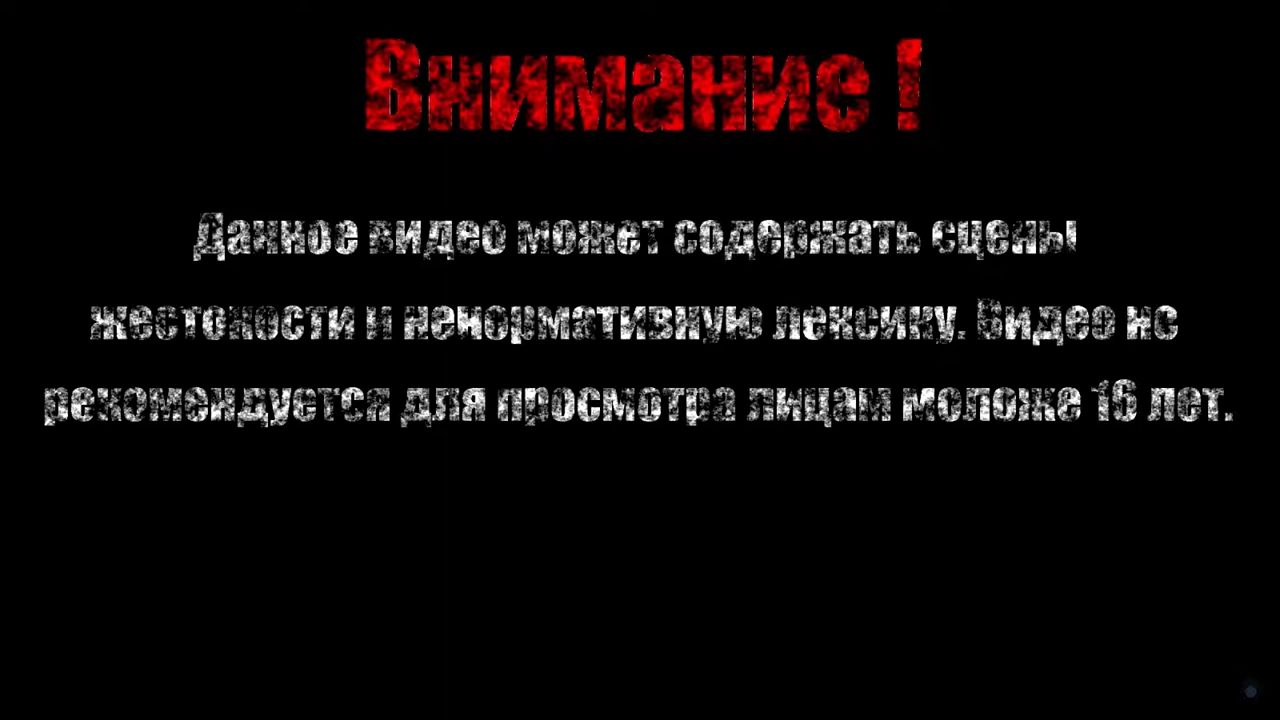 Внимание !
Данное видео может содержать сцены
жестокости и ненормативную лексику. Видео не
рекомендуется для просмотра лицам моложе 16 лет.